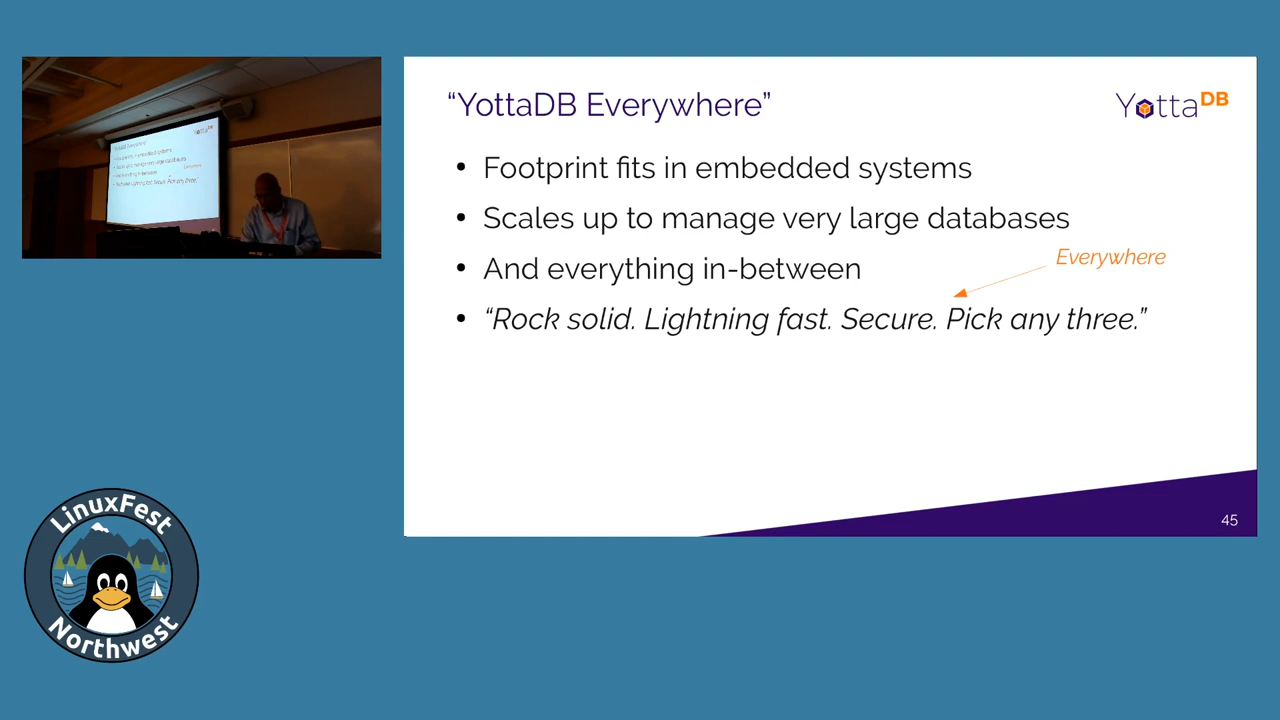 “YottaDB Everywhere”
YottaDB
• Footprint fits in embedded systems
• Scales up to manage very large databases
• And everything in-between
Everywhere
• “Rock solid. Lightning fast. Secure. Pick any three.”
45
LinuxFest
Northwest